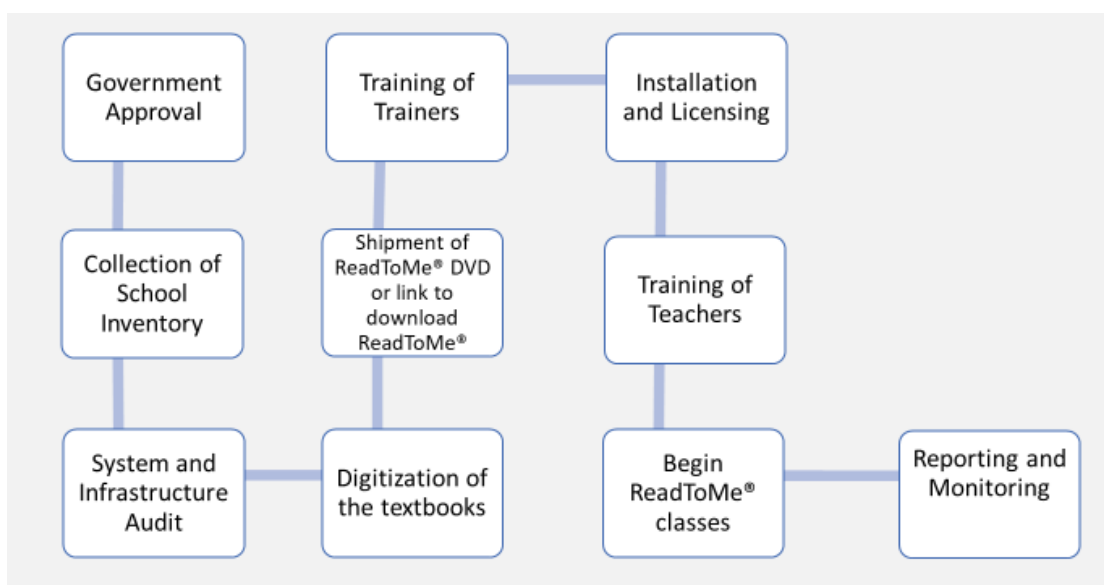 Government
Approval
Collection of
School
Inventory
System and
Infrastructure
Audit
Digitization of
the textbooks
Shipment of
ReadToMe® DVD
or link to
download
ReadToMe®
Training of
Trainers
Installation
and Licensing
Training of
Teachers
Begin
ReadToMe®
classes
Reporting and
Monitoring